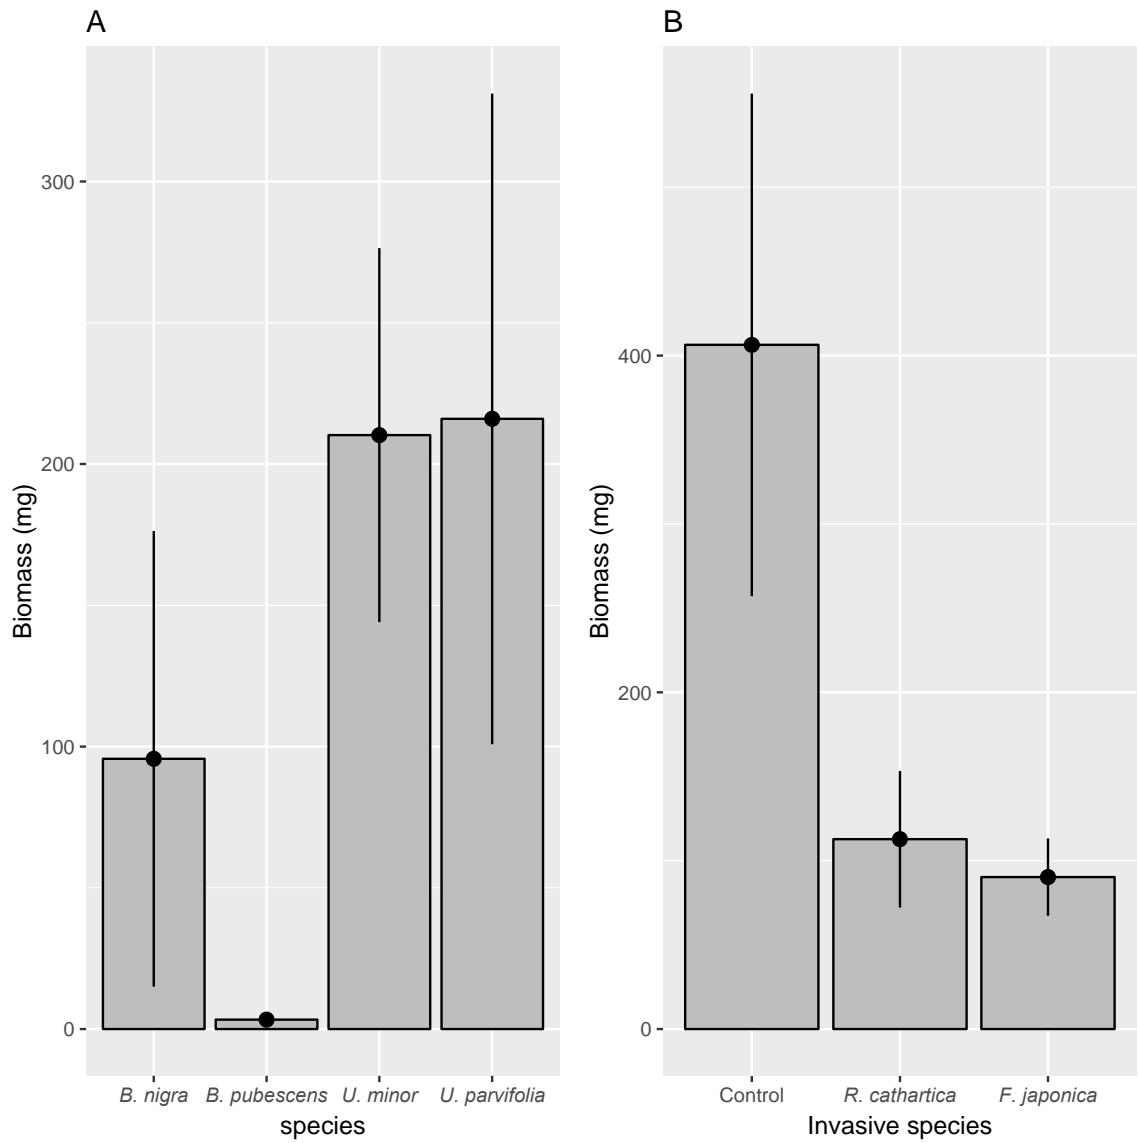 A
Biomass (mg)
300
200
100
0
B. nigra B. pubescens U. minor U. parvifolia
species
B
Biomass (mg)
400
200
0
Control R. cathartica F. japonica
Invasive species